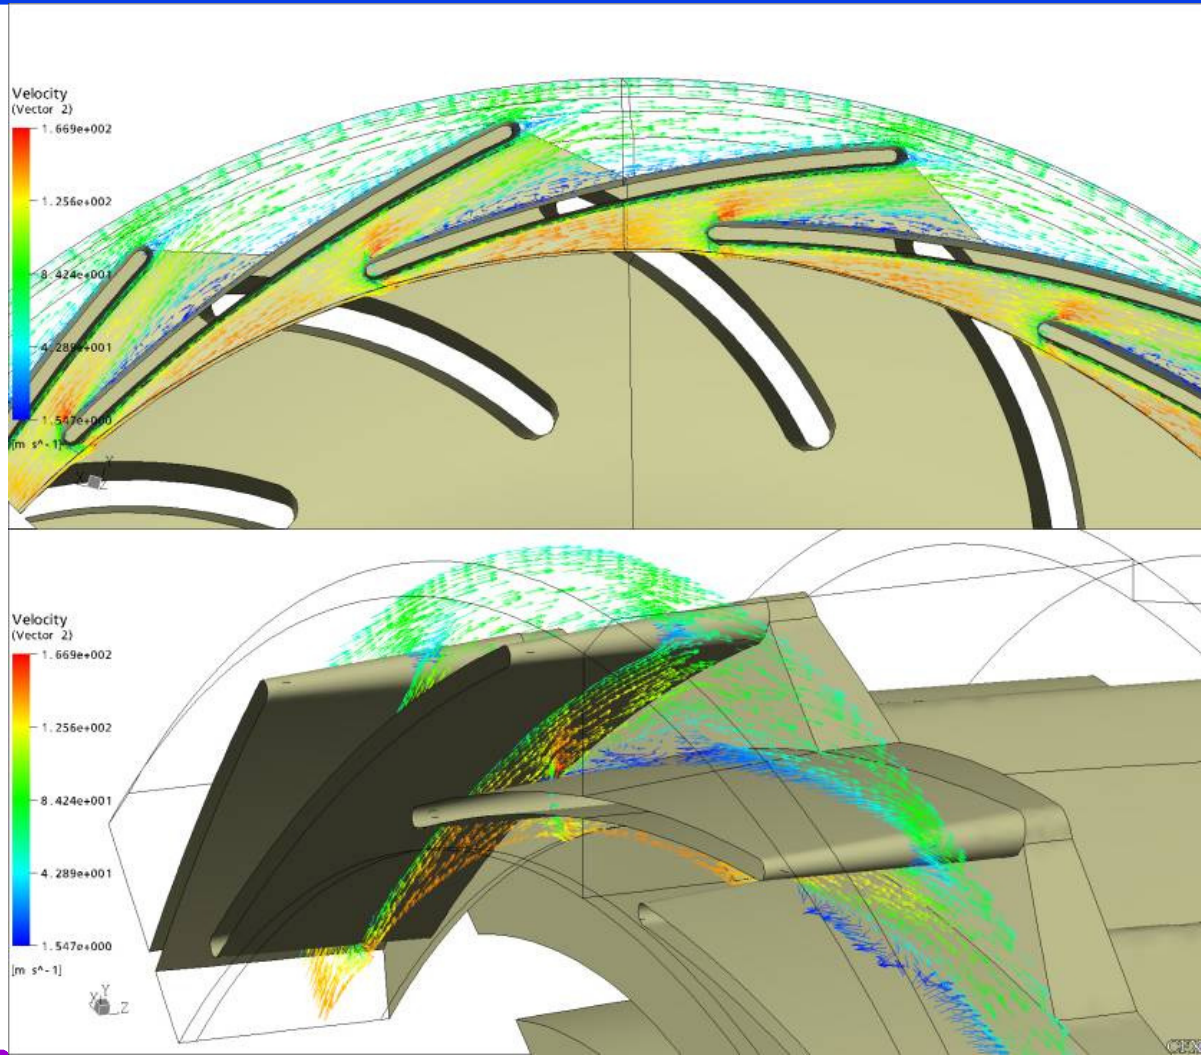 Velocity
(Vector 2)
1.669e+002
1.256e+002
8.424e+001
4.289e+001
1.547e+000
[m s^-1]
Y
X
Z
Velocity
(Vector 2)
1.669e+002
1.256e+002
8.424e+001
4.289e+001
1.547e+000
[m s^-1]
Y
X
Z